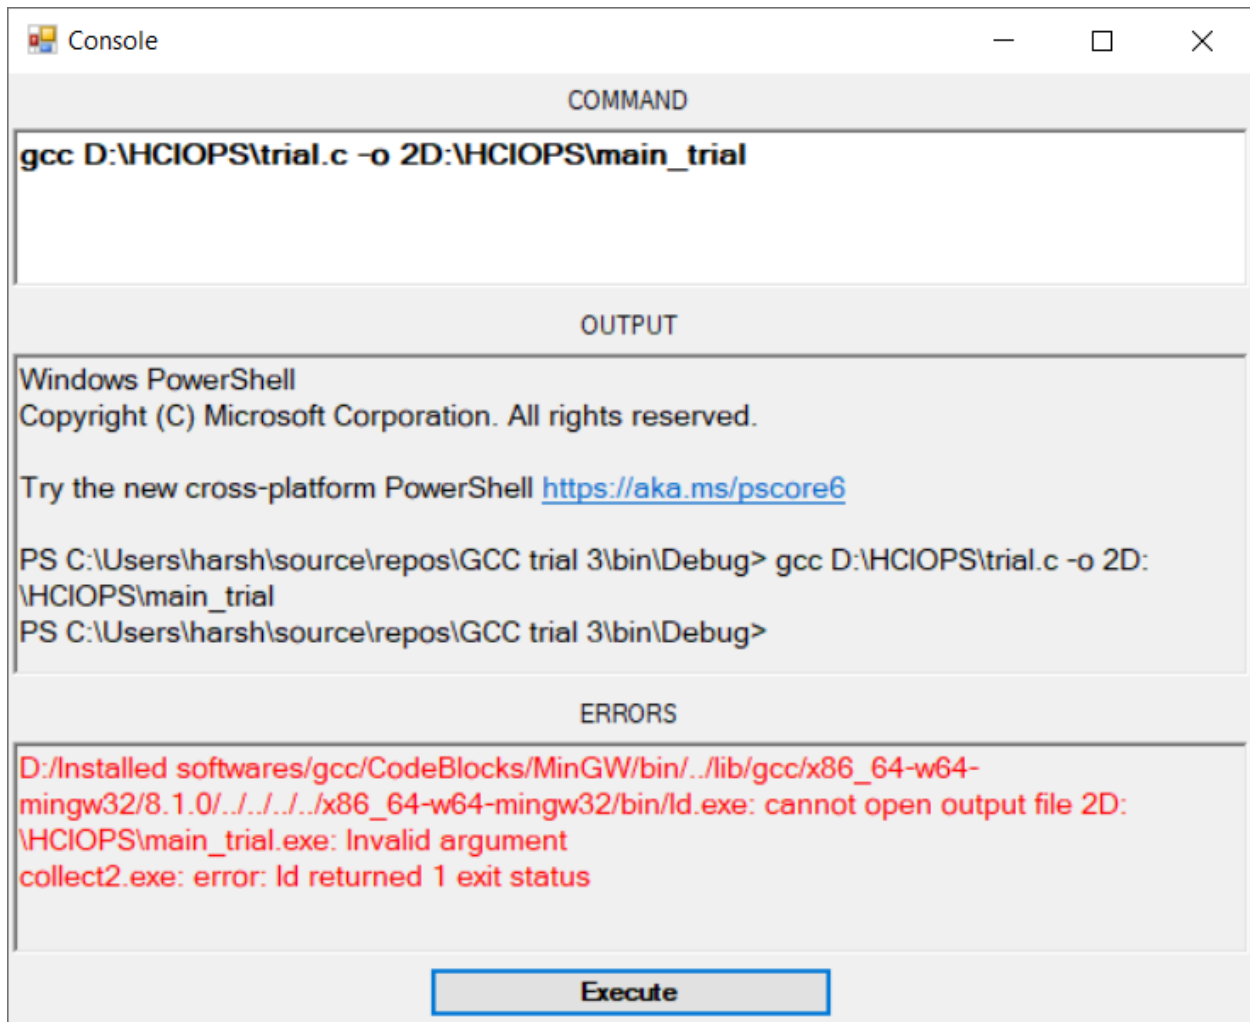 Console
COMMAND
gcc D:\HCIOPS\trial.c -o 2D:\HCIOPS\main_trial
OUTPUT
Windows PowerShell
Copyright (C) Microsoft Corporation. All rights reserved.
Try the new cross-platform PowerShell https://aka.ms/pscore6
PS C:\Users\harsh\source\repos\GCC trial 3\bin\Debug> gcc D:\HCIOPS\trial.c -o 2D:
\HCIOPS\main_trial
PS C:\Users\harsh\source\repos\GCC trial 3\bin\Debug>
ERRORS
D:/Installed softwares/gcc/CodeBlocks/MinGW/bin/../lib/gcc/x86_64-w64-
mingw32/8.1.0/../../../../x86_64-w64-mingw32/bin/ld.exe: cannot open output file 2D:
\HCIOPS\main_trial.exe: Invalid argument
collect2.exe: error: ld returned 1 exit status
Execute